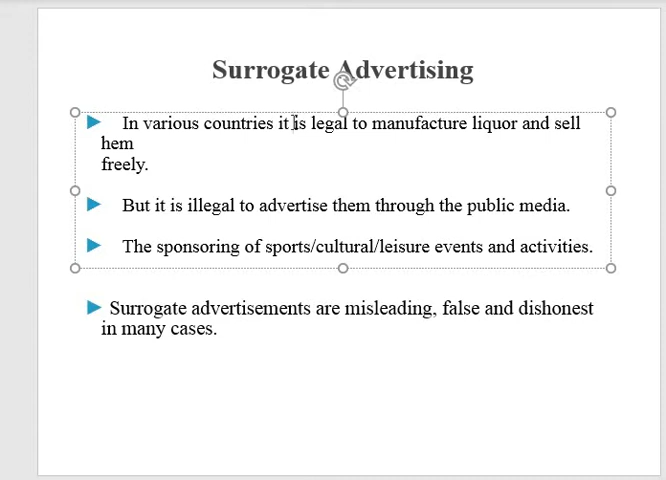 Surrogate Advertising
In various countries it is legal to manufacture liquor and sell
hem
freely.
But it is illegal to advertise them through the public media.
The sponsoring of sports/cultural/leisure events and activities.
Surrogate advertisements are misleading, false and dishonest
in many cases.